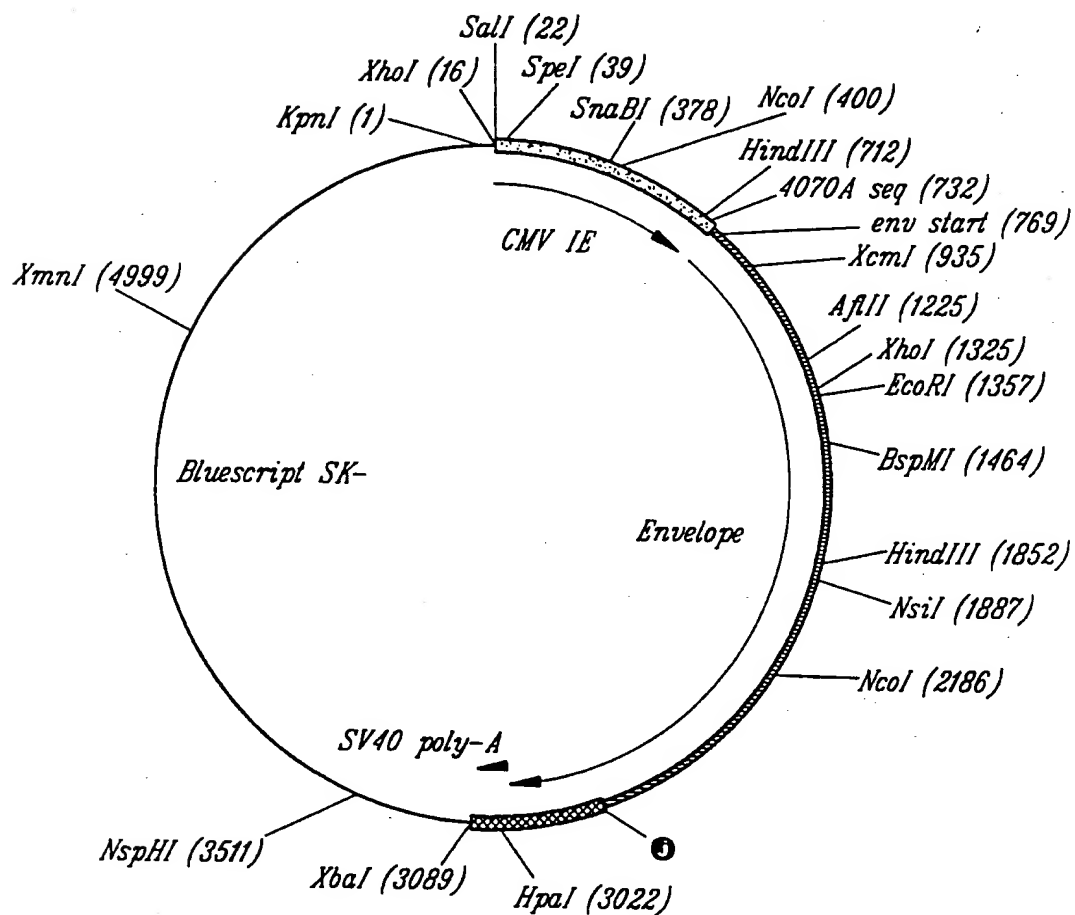 SalI (22)
XhoI (16)
SpeI (39)
KpnI (1)
SnaBI (378)
NcoI (400)
HindIII (712)
4070A seq (732)
env start (769)
CMV IE
XcmI (935)
XmnI (4999)
AflII (1225)
XhoI (1325)
EcoRI (1357)
BspMI (1464)
Bluescript SK-
Envelope
HindIII (1852)
NsiI (1887)
NcoI (2186)
SV40 poly-A
NspHI (3511)
XbaI (3089)
HpaI (3022)